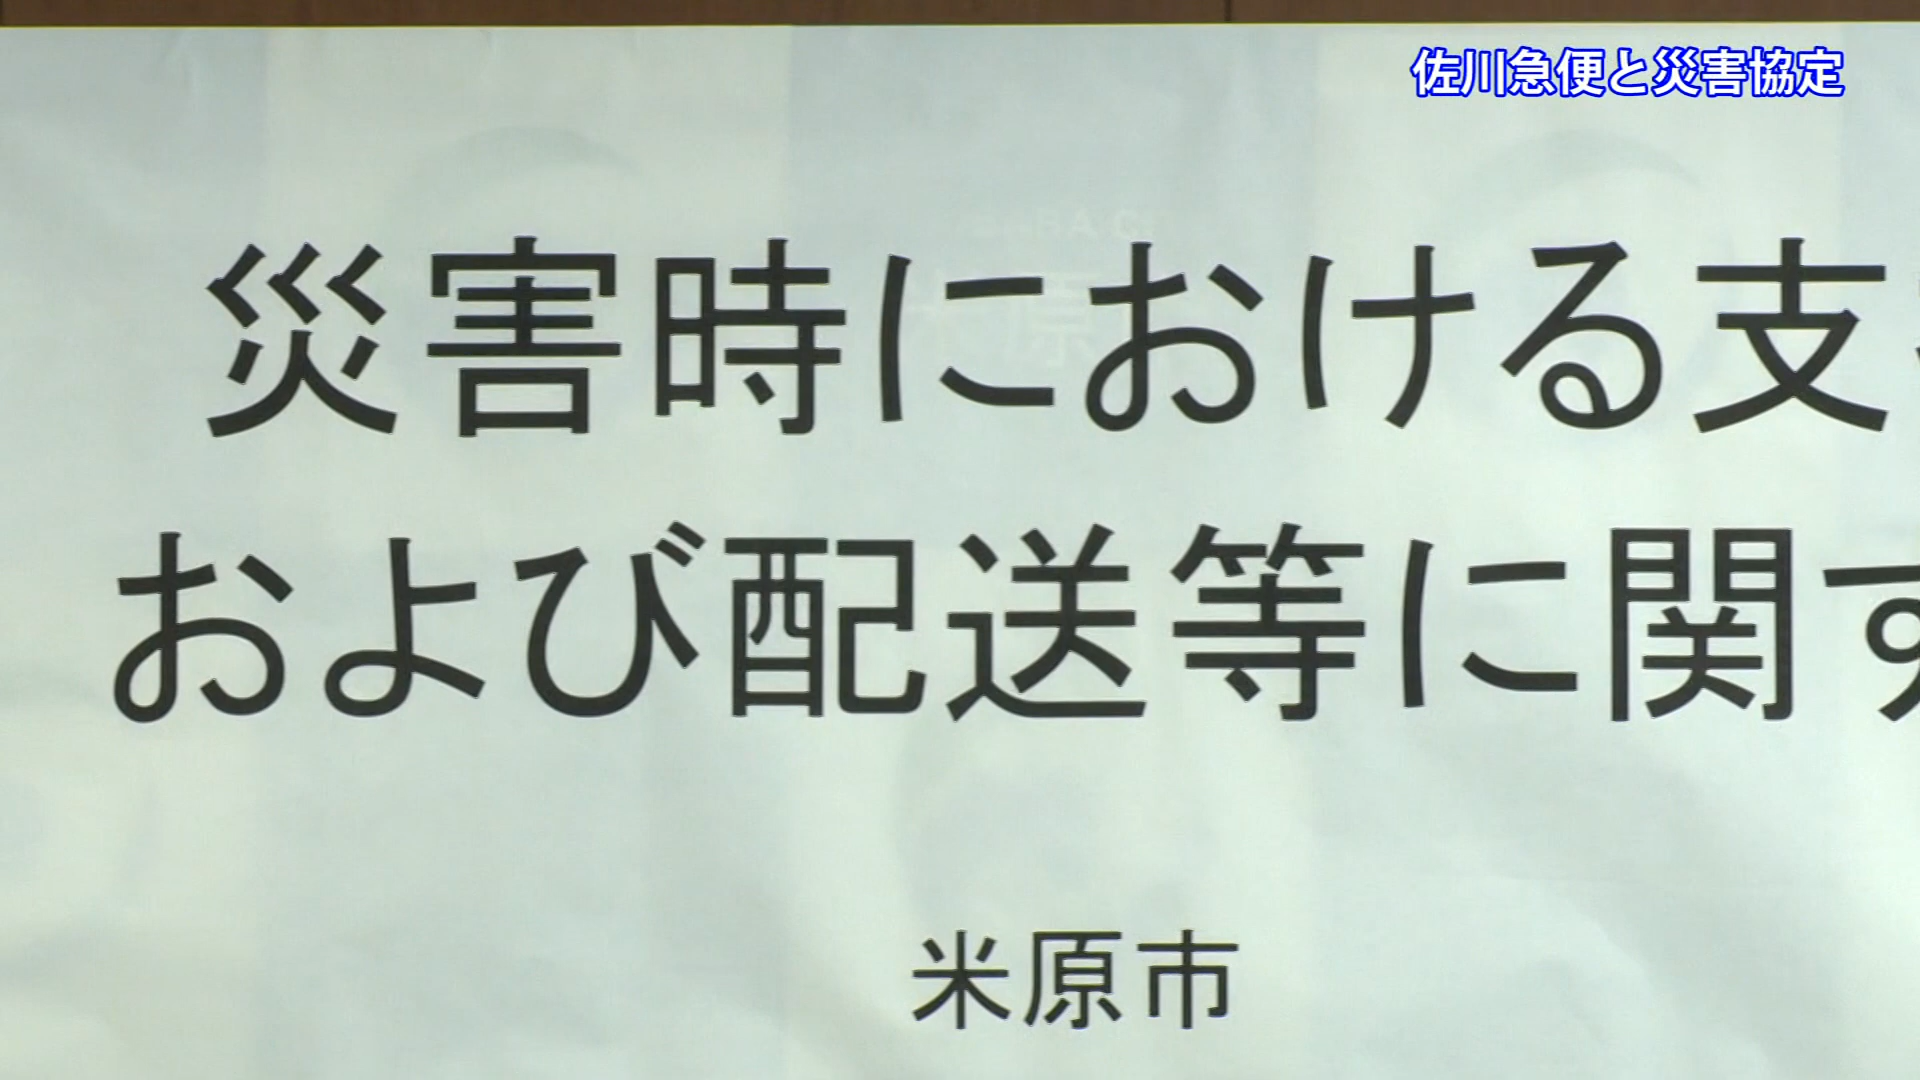 佐川急便と災害協定
災害時における支
および配送等に関す
米原市